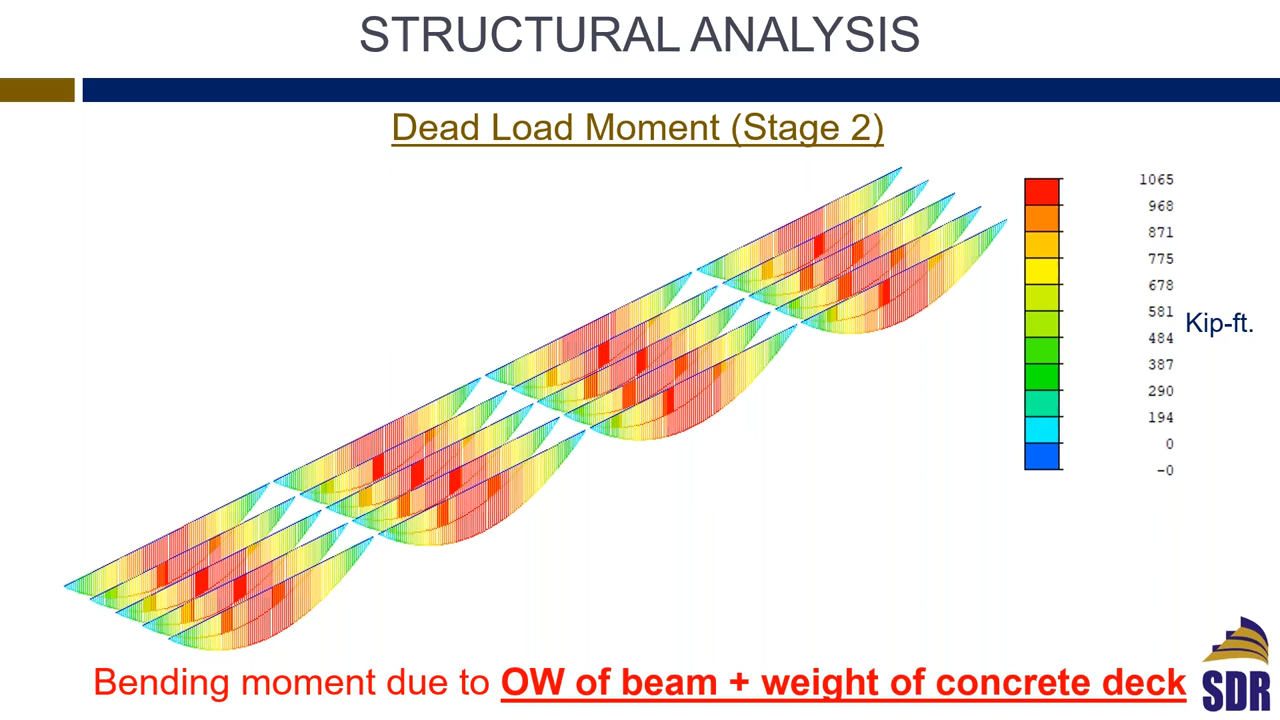 STRUCTURAL ANALYSIS
Dead Load Moment (Stage 2)
1065
968
871
775
678
581
Kip-ft.
484
387
290
194
0
-0
Bending moment due to OW of beam + weight of concrete deck
SDR